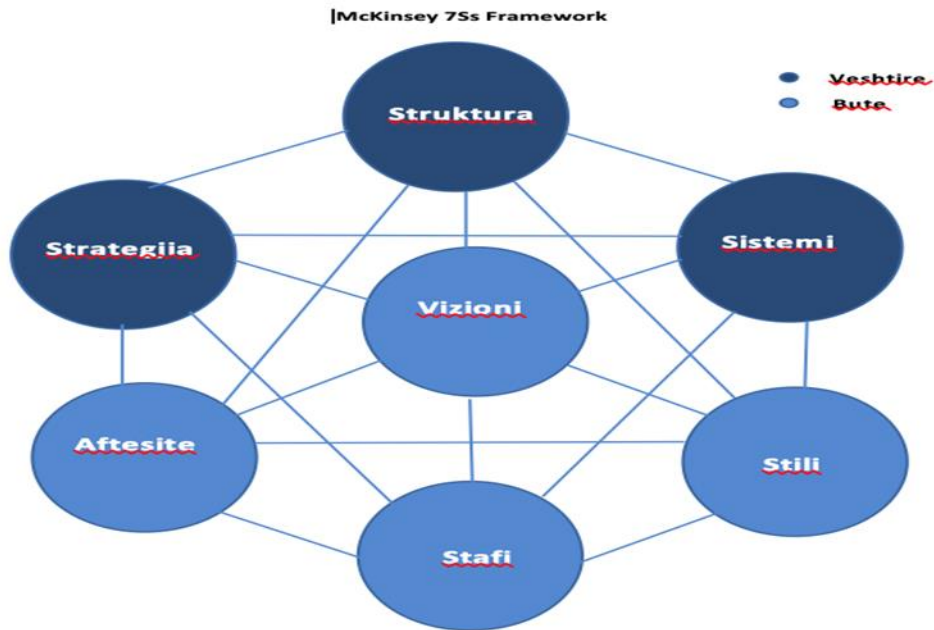 |McKinsey 7Ss Framework
Veshtire
Bute
Struktura
Strategjia
Sistemi
Vizioni
Aftesite
Stili
Stafi